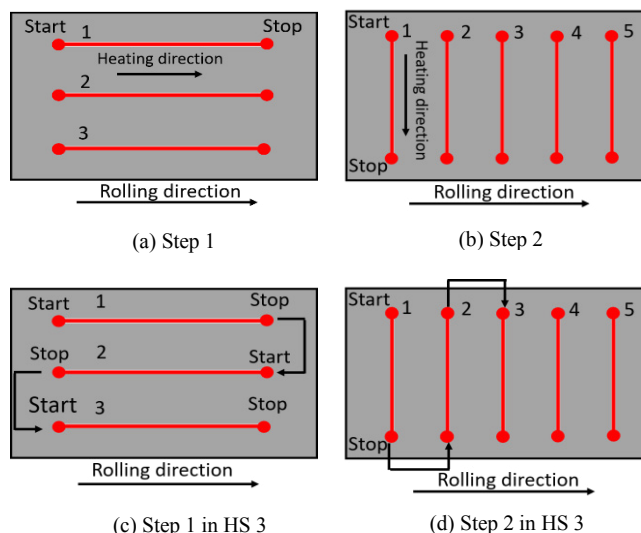 Start 1 Stop
Heating direction
2
3
Rolling direction
(a) Step 1
Start 1 2 3 4 5
Heating direction
Stop
Rolling direction
(b) Step 2
Start 1 Stop
Stop 2 Start
Start 3 Stop
Rolling direction
(c) Step 1 in HS 3
Start 1 2 3 4 5
Stop
Rolling direction
(d) Step 2 in HS 3